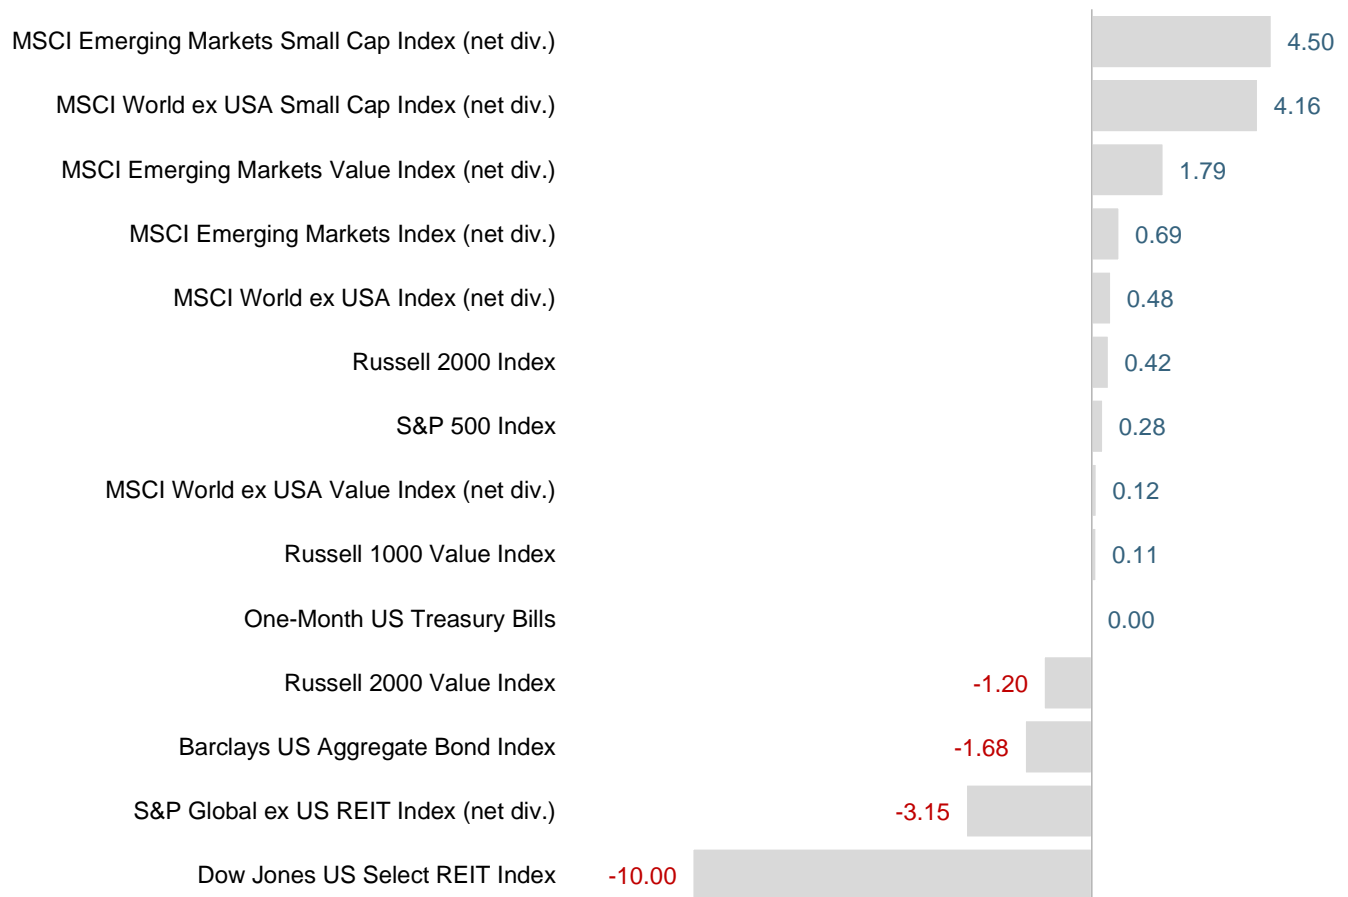 MSCI Emerging Markets Small Cap Index (net div.) 4.50
MSCI World ex USA Small Cap Index (net div.) 4.16
MSCI Emerging Markets Value Index (net div.) 1.79
MSCI Emerging Markets Index (net div.) 0.69
MSCI World ex USA Index (net div.) 0.48
Russell 2000 Index 0.42
S&P 500 Index 0.28
MSCI World ex USA Value Index (net div.) 0.12
Russell 1000 Value Index 0.11
One-Month US Treasury Bills 0.00
Russell 2000 Value Index -1.20
Barclays US Aggregate Bond Index -1.68
S&P Global ex US REIT Index (net div.) -3.15
Dow Jones US Select REIT Index -10.00